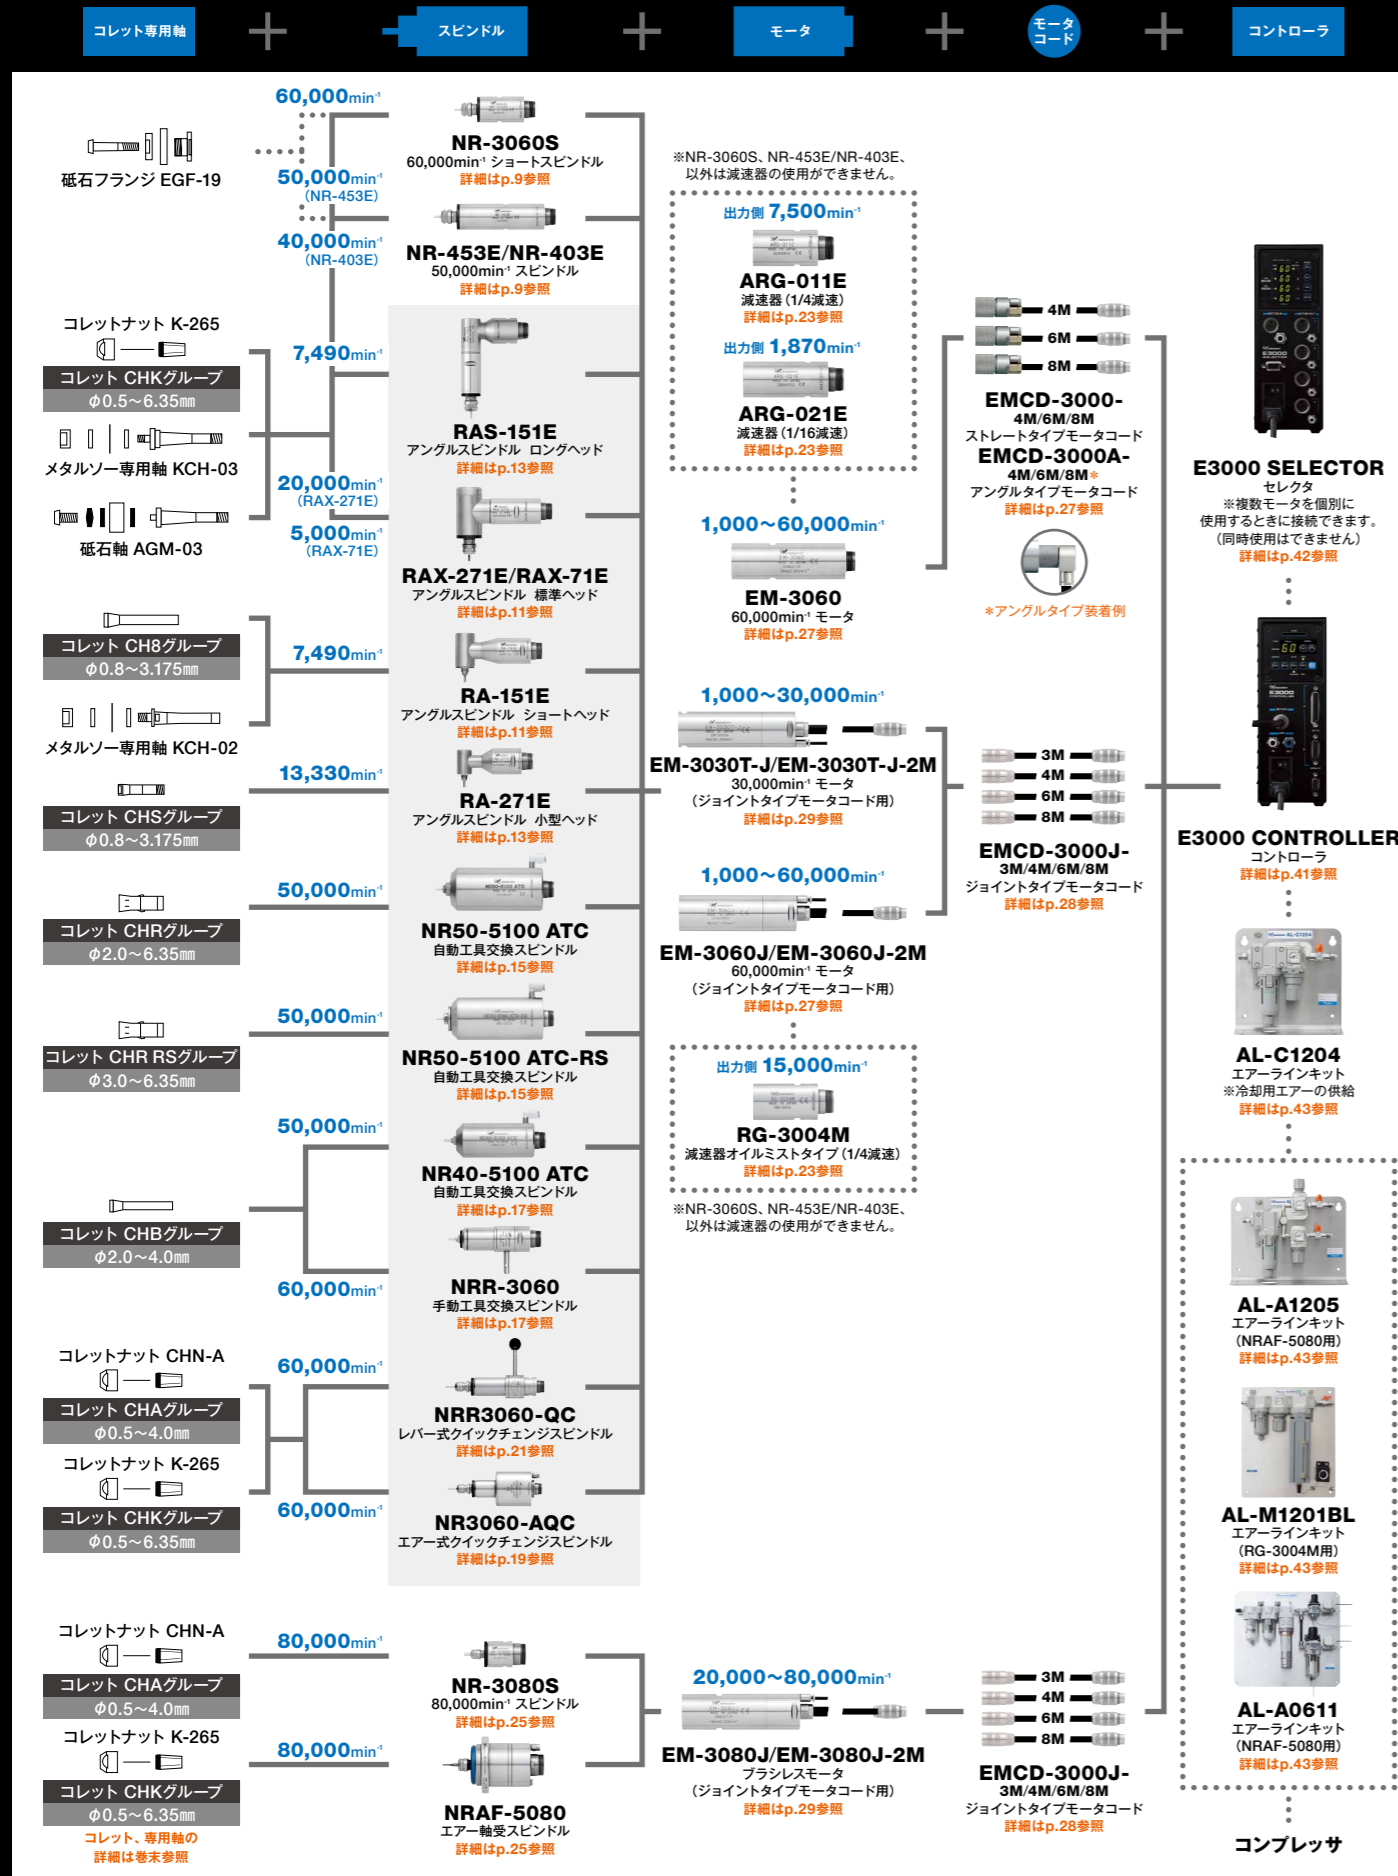 コレット専用軸
スピンドル
モータ
モータ
コード
コントローラ
砥石フランジ EGF-19
コレットナット K-265
コレット CHKグループ
φ0.5～6.35㎜
メタルソー専用軸 KCH-03
砥石軸 AGM-03
コレット CH8グループ
φ0.8～3.175㎜
メタルソー専用軸 KCH-02
コレット CHSグループ
φ0.8～3.175㎜
コレット CHRグループ
φ2.0～6.35㎜
コレット CHR RSグループ
φ3.0～6.35㎜
コレット CHBグループ
φ2.0～4.0㎜
コレットナット CHN-A
コレット CHAグループ
φ0.5～4.0㎜
コレットナット K-265
コレット CHKグループ
φ0.5～6.35㎜
コレットナット CHN-A
コレット CHAグループ
φ0.5～4.0㎜
コレットナット K-265
コレット CHKグループ
φ0.5～6.35㎜
コレット、専用軸の
詳細は巻末参照
60,000min⁻¹
50,000min⁻¹
(NR-453E)
40,000min⁻¹
(NR-403E)
7,490min⁻¹
20,000min⁻¹
(RAX-271E)
5,000min⁻¹
(RAX-71E)
7,490min⁻¹
13,330min⁻¹
50,000min⁻¹
50,000min⁻¹
50,000min⁻¹
60,000min⁻¹
60,000min⁻¹
60,000min⁻¹
80,000min⁻¹
80,000min⁻¹
NR-3060S
60,000min⁻¹ ショートスピンドル
詳細はp.9参照
NR-453E/NR-403E
50,000min⁻¹ スピンドル
詳細はp.9参照
RAS-151E
アングルスピンドル ロングヘッド
詳細はp.13参照
RAX-271E/RAX-71E
アングルスピンドル 標準ヘッド
詳細はp.11参照
RA-151E
アングルスピンドル ショートヘッド
詳細はp.11参照
RA-271E
アングルスピンドル 小型ヘッド
詳細はp.13参照
NR50-5100 ATC
自動工具交換スピンドル
詳細はp.15参照
NR50-5100 ATC-RS
自動工具交換スピンドル
詳細はp.15参照
NR40-5100 ATC
自動工具交換スピンドル
詳細はp.17参照
NRR-3060
手動工具交換スピンドル
詳細はp.17参照
NRR3060-QC
レバー式クイックチェンジスピンドル
詳細はp.21参照
NR3060-AQC
エアー式クイックチェンジスピンドル
詳細はp.19参照
NR-3080S
80,000min⁻¹ スピンドル
詳細はp.25参照
NRAF-5080
エアー軸受スピンドル
詳細はp.25参照
※NR-3060S、NR-453E/NR-403E、
以外は減速器の使用ができません。
出力側 7,500min⁻¹
ARG-011E
減速器（1/4減速）
詳細はp.23参照
出力側 1,870min⁻¹
ARG-021E
減速器（1/16減速）
詳細はp.23参照
1,000～60,000min⁻¹
EM-3060
60,000min⁻¹ モータ
詳細はp.27参照
1,000～30,000min⁻¹
EM-3030T-J/EM-3030T-J-2M
30,000min⁻¹ モータ
（ジョイントタイプモータコード用）
詳細はp.29参照
1,000～60,000min⁻¹
EM-3060J/EM-3060J-2M
60,000min⁻¹ モータ
（ジョイントタイプモータコード用）
詳細はp.27参照
出力側 15,000min⁻¹
RG-3004M
減速器オイルミストタイプ（1/4減速）
詳細はp.23参照
※NR-3060S、NR-453E/NR-403E、
以外は減速器の使用ができません。
20,000～80,000min⁻¹
EM-3080J/EM-3080J-2M
ブラシレスモータ
（ジョイントタイプモータコード用）
詳細はp.29参照
4M
6M
8M
EMCD-3000-
4M/6M/8M
ストレートタイプモータコード
EMCD-3000A-
4M/6M/8M＊
アングルタイプモータコード
詳細はp.27参照
＊アングルタイプ装着例
3M
4M
6M
8M
EMCD-3000J-
3M/4M/6M/8M
ジョイントタイプモータコード
詳細はp.28参照
3M
4M
6M
8M
EMCD-3000J-
3M/4M/6M/8M
ジョイントタイプモータコード
詳細はp.28参照
E3000 SELECTOR
セレクタ
※複数モータを個別に
使用するときに接続できます。
（同時使用はできません）
詳細はp.42参照
E3000 CONTROLLER
コントローラ
詳細はp.41参照
AL-C1204
エアーラインキット
※冷却用エアーの供給
詳細はp.43参照
AL-A1205
エアーラインキット
（NRAF-5080用）
詳細はp.43参照
AL-M1201BL
エアーラインキット
（RG-3004M用）
詳細はp.43参照
AL-A0611
エアーラインキット
（NRAF-5080用）
詳細はp.43参照
コンプレッサ